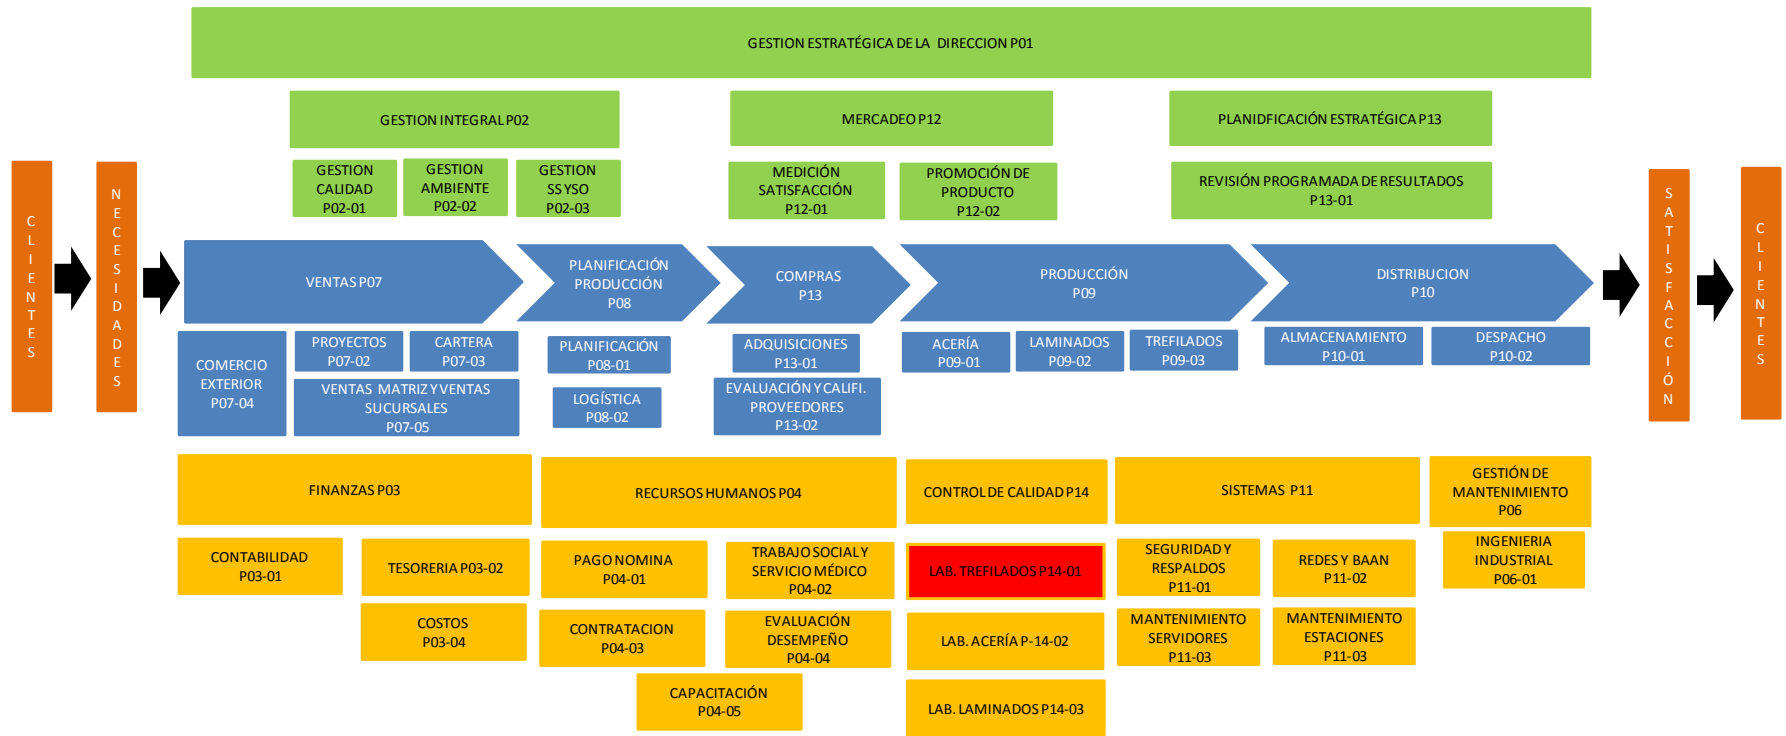 GESTION ESTRATÉGICA DE LA DIRECCION P01
GESTION INTEGRAL P02
MERCADEO P12
PLANIDFICACIÓN ESTRATÉGICA P13
GESTION
CALIDAD
P02-01
GESTION
AMBIENTE
P02-02
GESTION
SS YSO
P02-03
MEDICIÓN
SATISFACCIÓN
P12-01
PROMOCIÓN DE
PRODUCTO
P12-02
REVISIÓN PROGRAMADA DE RESULTADOS
P13-01
CLIENTES
NECESIDADES
VENTAS P07
PLANIFICACIÓN
PRODUCCIÓN
P08
COMPRAS
P13
PRODUCCIÓN
P09
DISTRIBUCION
P10
SATISFACCIÓN
CLIENTES
COMERCIO
EXTERIOR
P07-04
PROYECTOS
P07-02
CARTERA
P07-03
VENTAS MATRIZ Y VENTAS
SUCURSALES
P07-05
PLANIFICACIÓN
P08-01
LOGÍSTICA
P08-02
ADQUISICIONES
P13-01
EVALUACIÓN Y CALIFI.
PROVEEDORES
P13-02
ACERÍA
P09-01
LAMINADOS
P09-02
TREFILADOS
P09-03
ALMACENAMIENTO
P10-01
DESPACHO
P10-02
FINANZAS P03
RECURSOS HUMANOS P04
CONTROL DE CALIDAD P14
SISTEMAS P11
GESTIÓN DE
MANTENIMIENTO
P06
CONTABILIDAD
P03-01
TESORERIA P03-02
COSTOS
P03-04
PAGO NOMINA
P04-01
TRABAJO SOCIAL Y
SERVICIO MÉDICO
P04-02
CONTRATACION
P04-03
EVALUACIÓN
DESEMPEÑO
P04-04
CAPACITACIÓN
P04-05
LAB. TREFILADOS P14-01
LAB. ACERÍA P-14-02
LAB. LAMINADOS P14-03
SEGURIDAD Y
RESPALDOS
P11-01
REDES Y BAAN
P11-02
MANTENIMIENTO
SERVIDORES
P11-03
MANTENIMIENTO
ESTACIONES
P11-03
INGENIERIA
INDUSTRIAL
P06-01